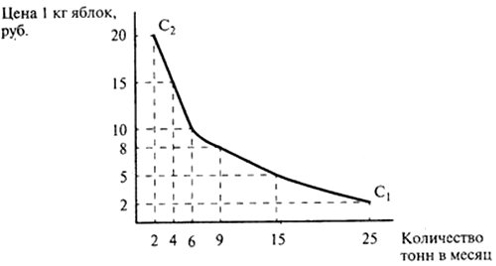 Цена 1 кг яблок,
руб.
C₂
20
15
10
8
5
2
C₁
2 4 6 9 15 25
Количество
тонн в месяц